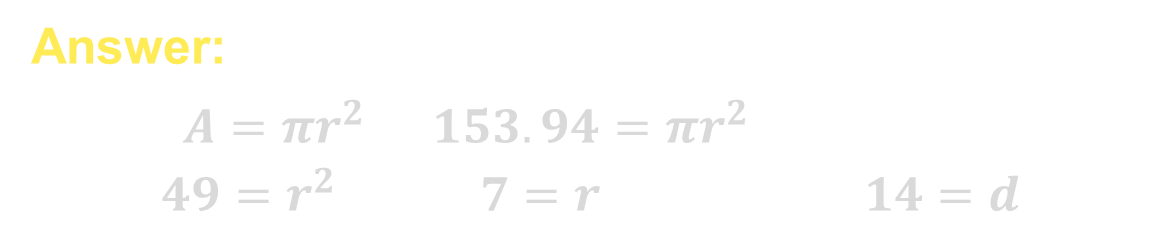 Answer:
A = πr² 153.94 = πr²
49 = r² 7 = r 14 = d